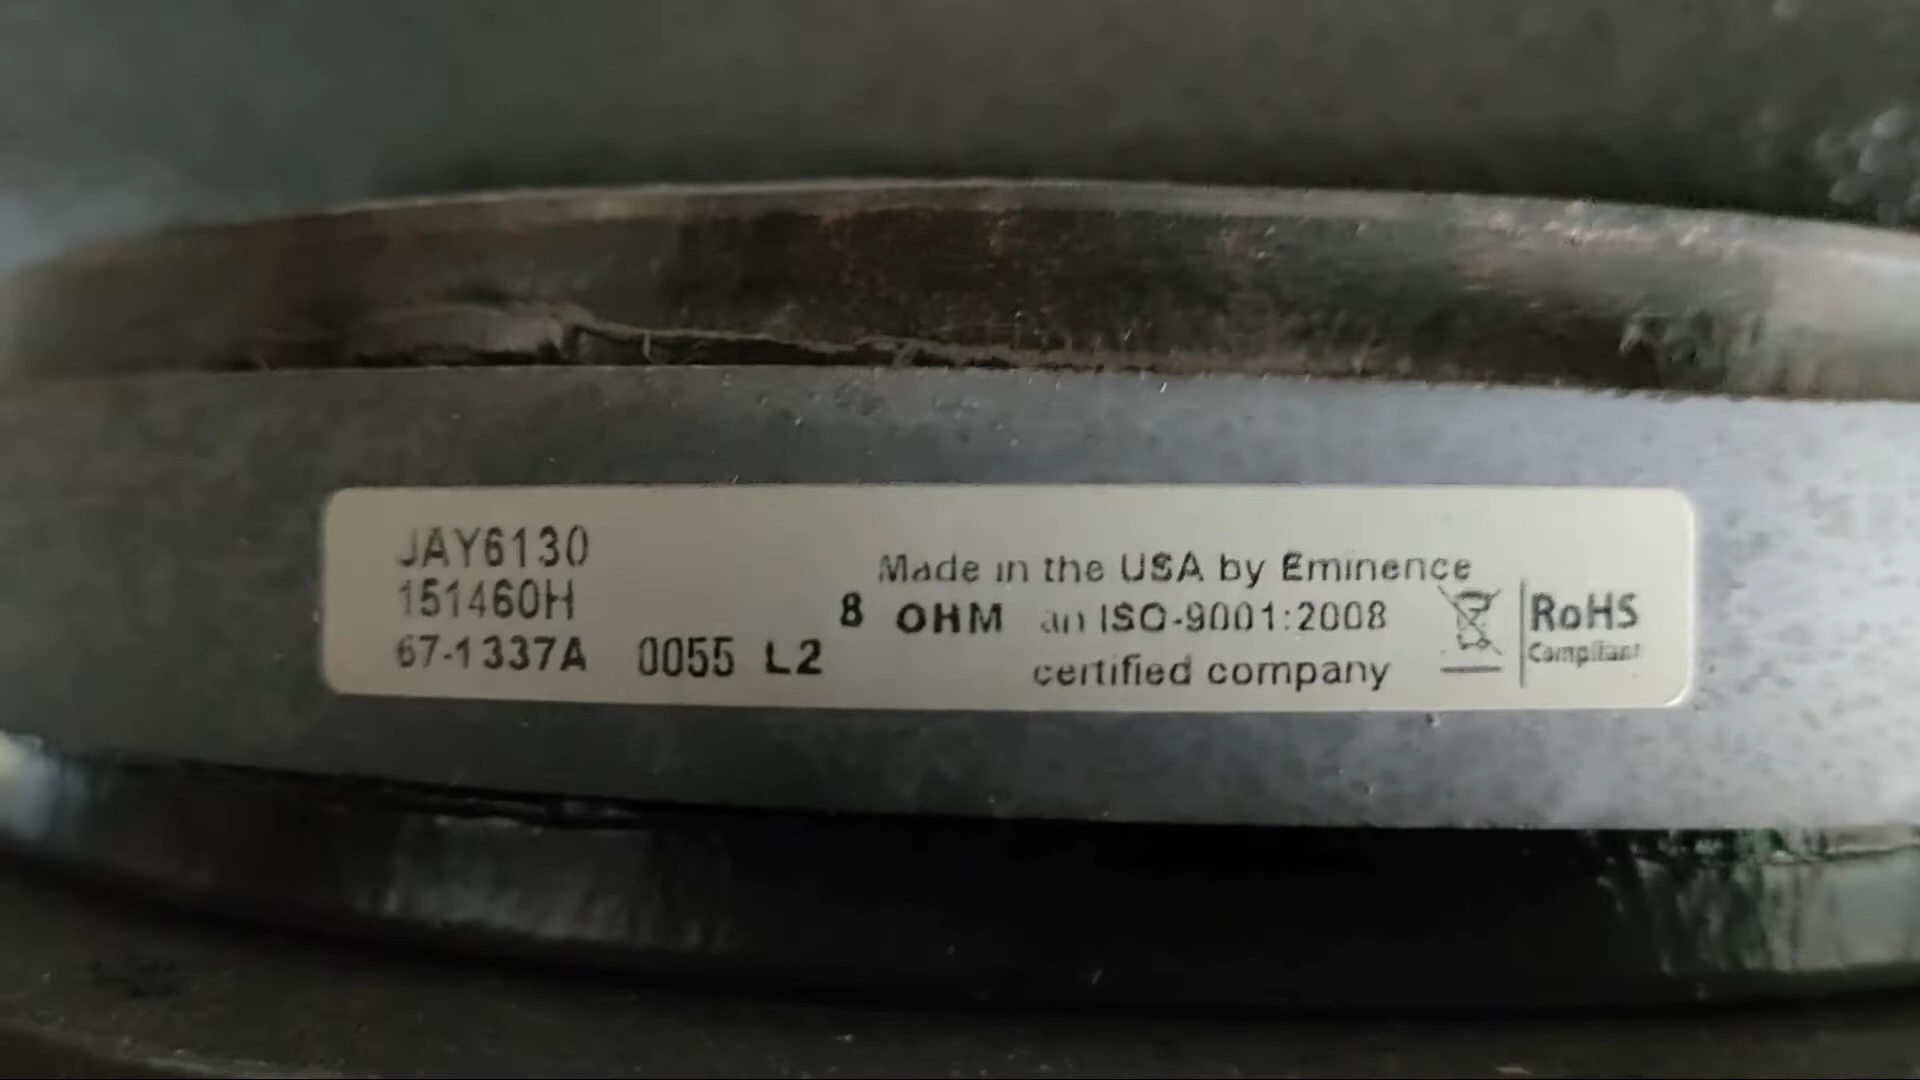 JAY6130
151460H
67-1337A 0055 L2
8 OHM
Made in the USA by Eminence
an ISO-9001:2008
certified company
RoHS
Compliant